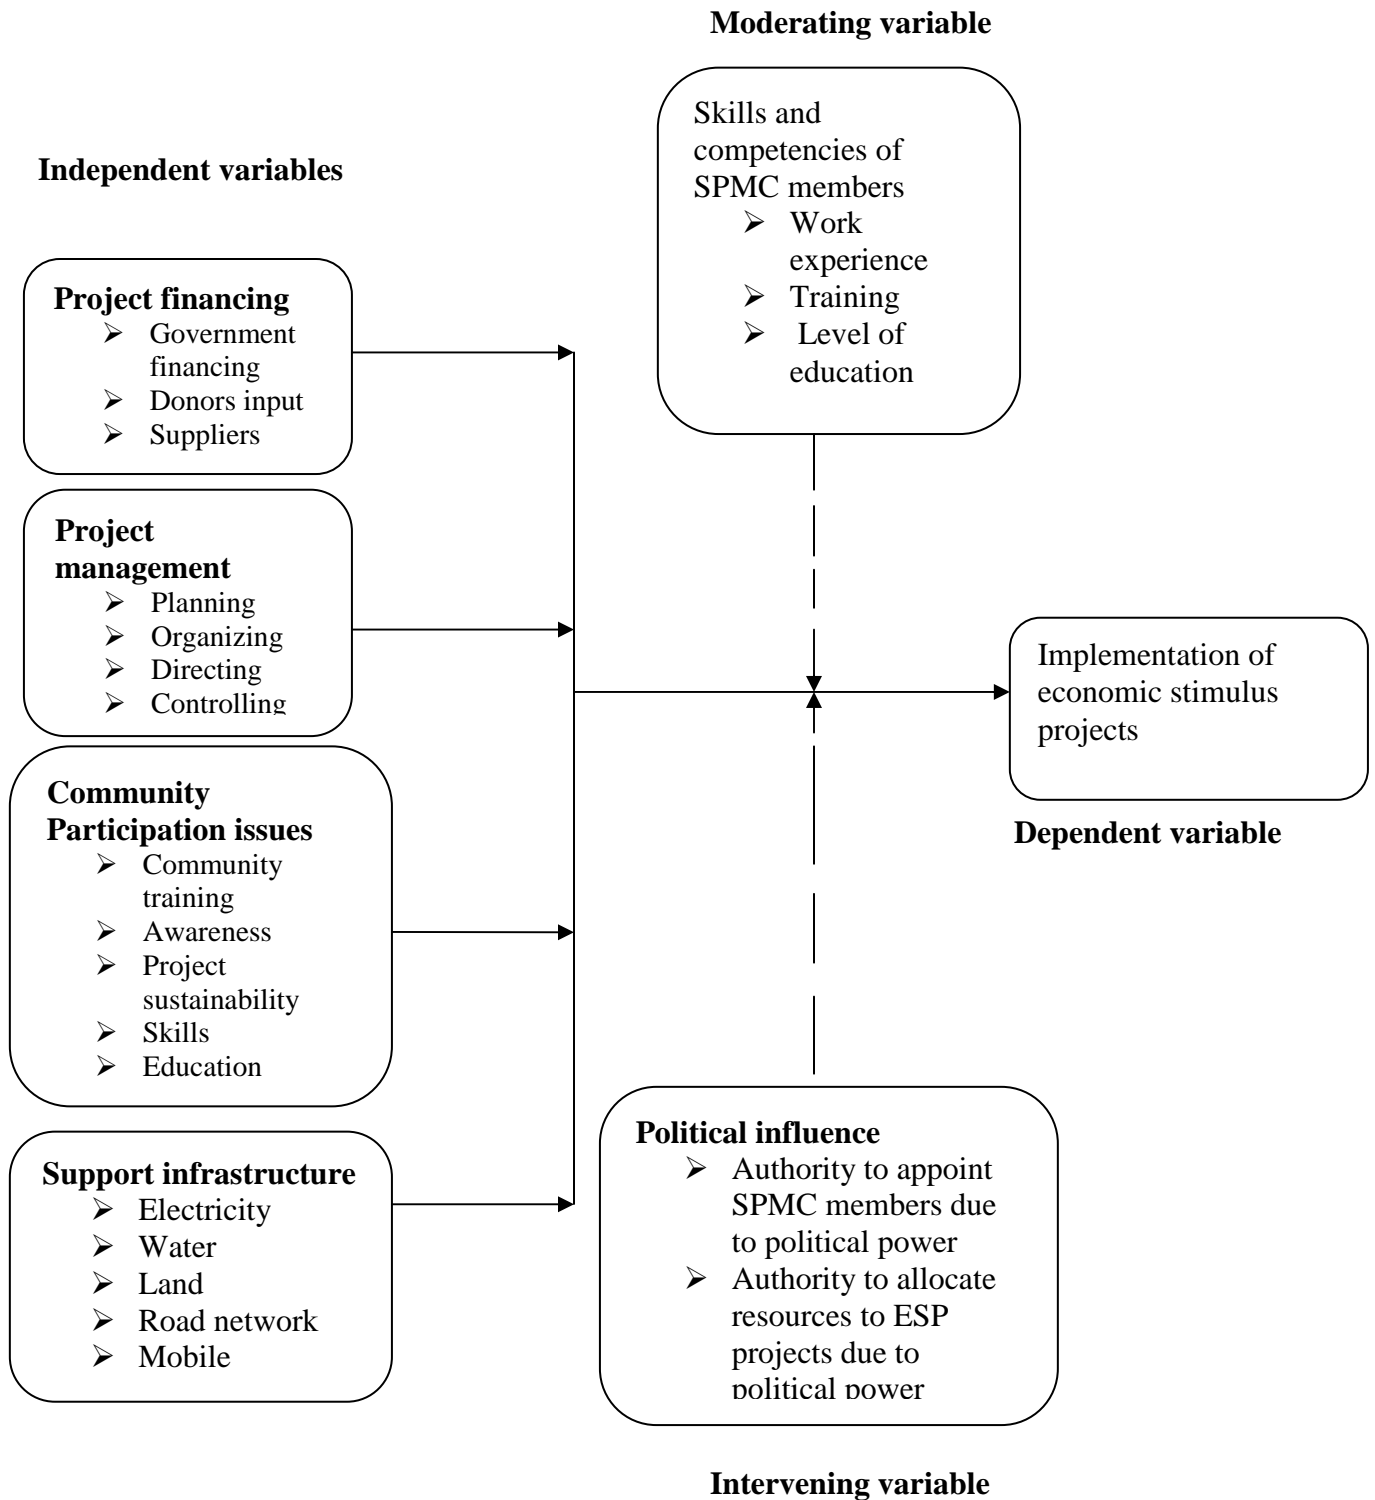 Moderating variable
Skills and
competencies of
SPMC members
➢ Work
experience
➢ Training
➢ Level of
education
Independent variables
Project financing
➢ Government
financing
➢ Donors input
➢ Suppliers
Project
management
➢ Planning
➢ Organizing
➢ Directing
➢ Controlling
Community
Participation issues
➢ Community
training
➢ Awareness
➢ Project
sustainability
➢ Skills
➢ Education
Support infrastructure
➢ Electricity
➢ Water
➢ Land
➢ Road network
➢ Mobile
Implementation of
economic stimulus
projects
Dependent variable
Political influence
➢ Authority to appoint
SPMC members due
to political power
➢ Authority to allocate
resources to ESP
projects due to
political power
Intervening variable